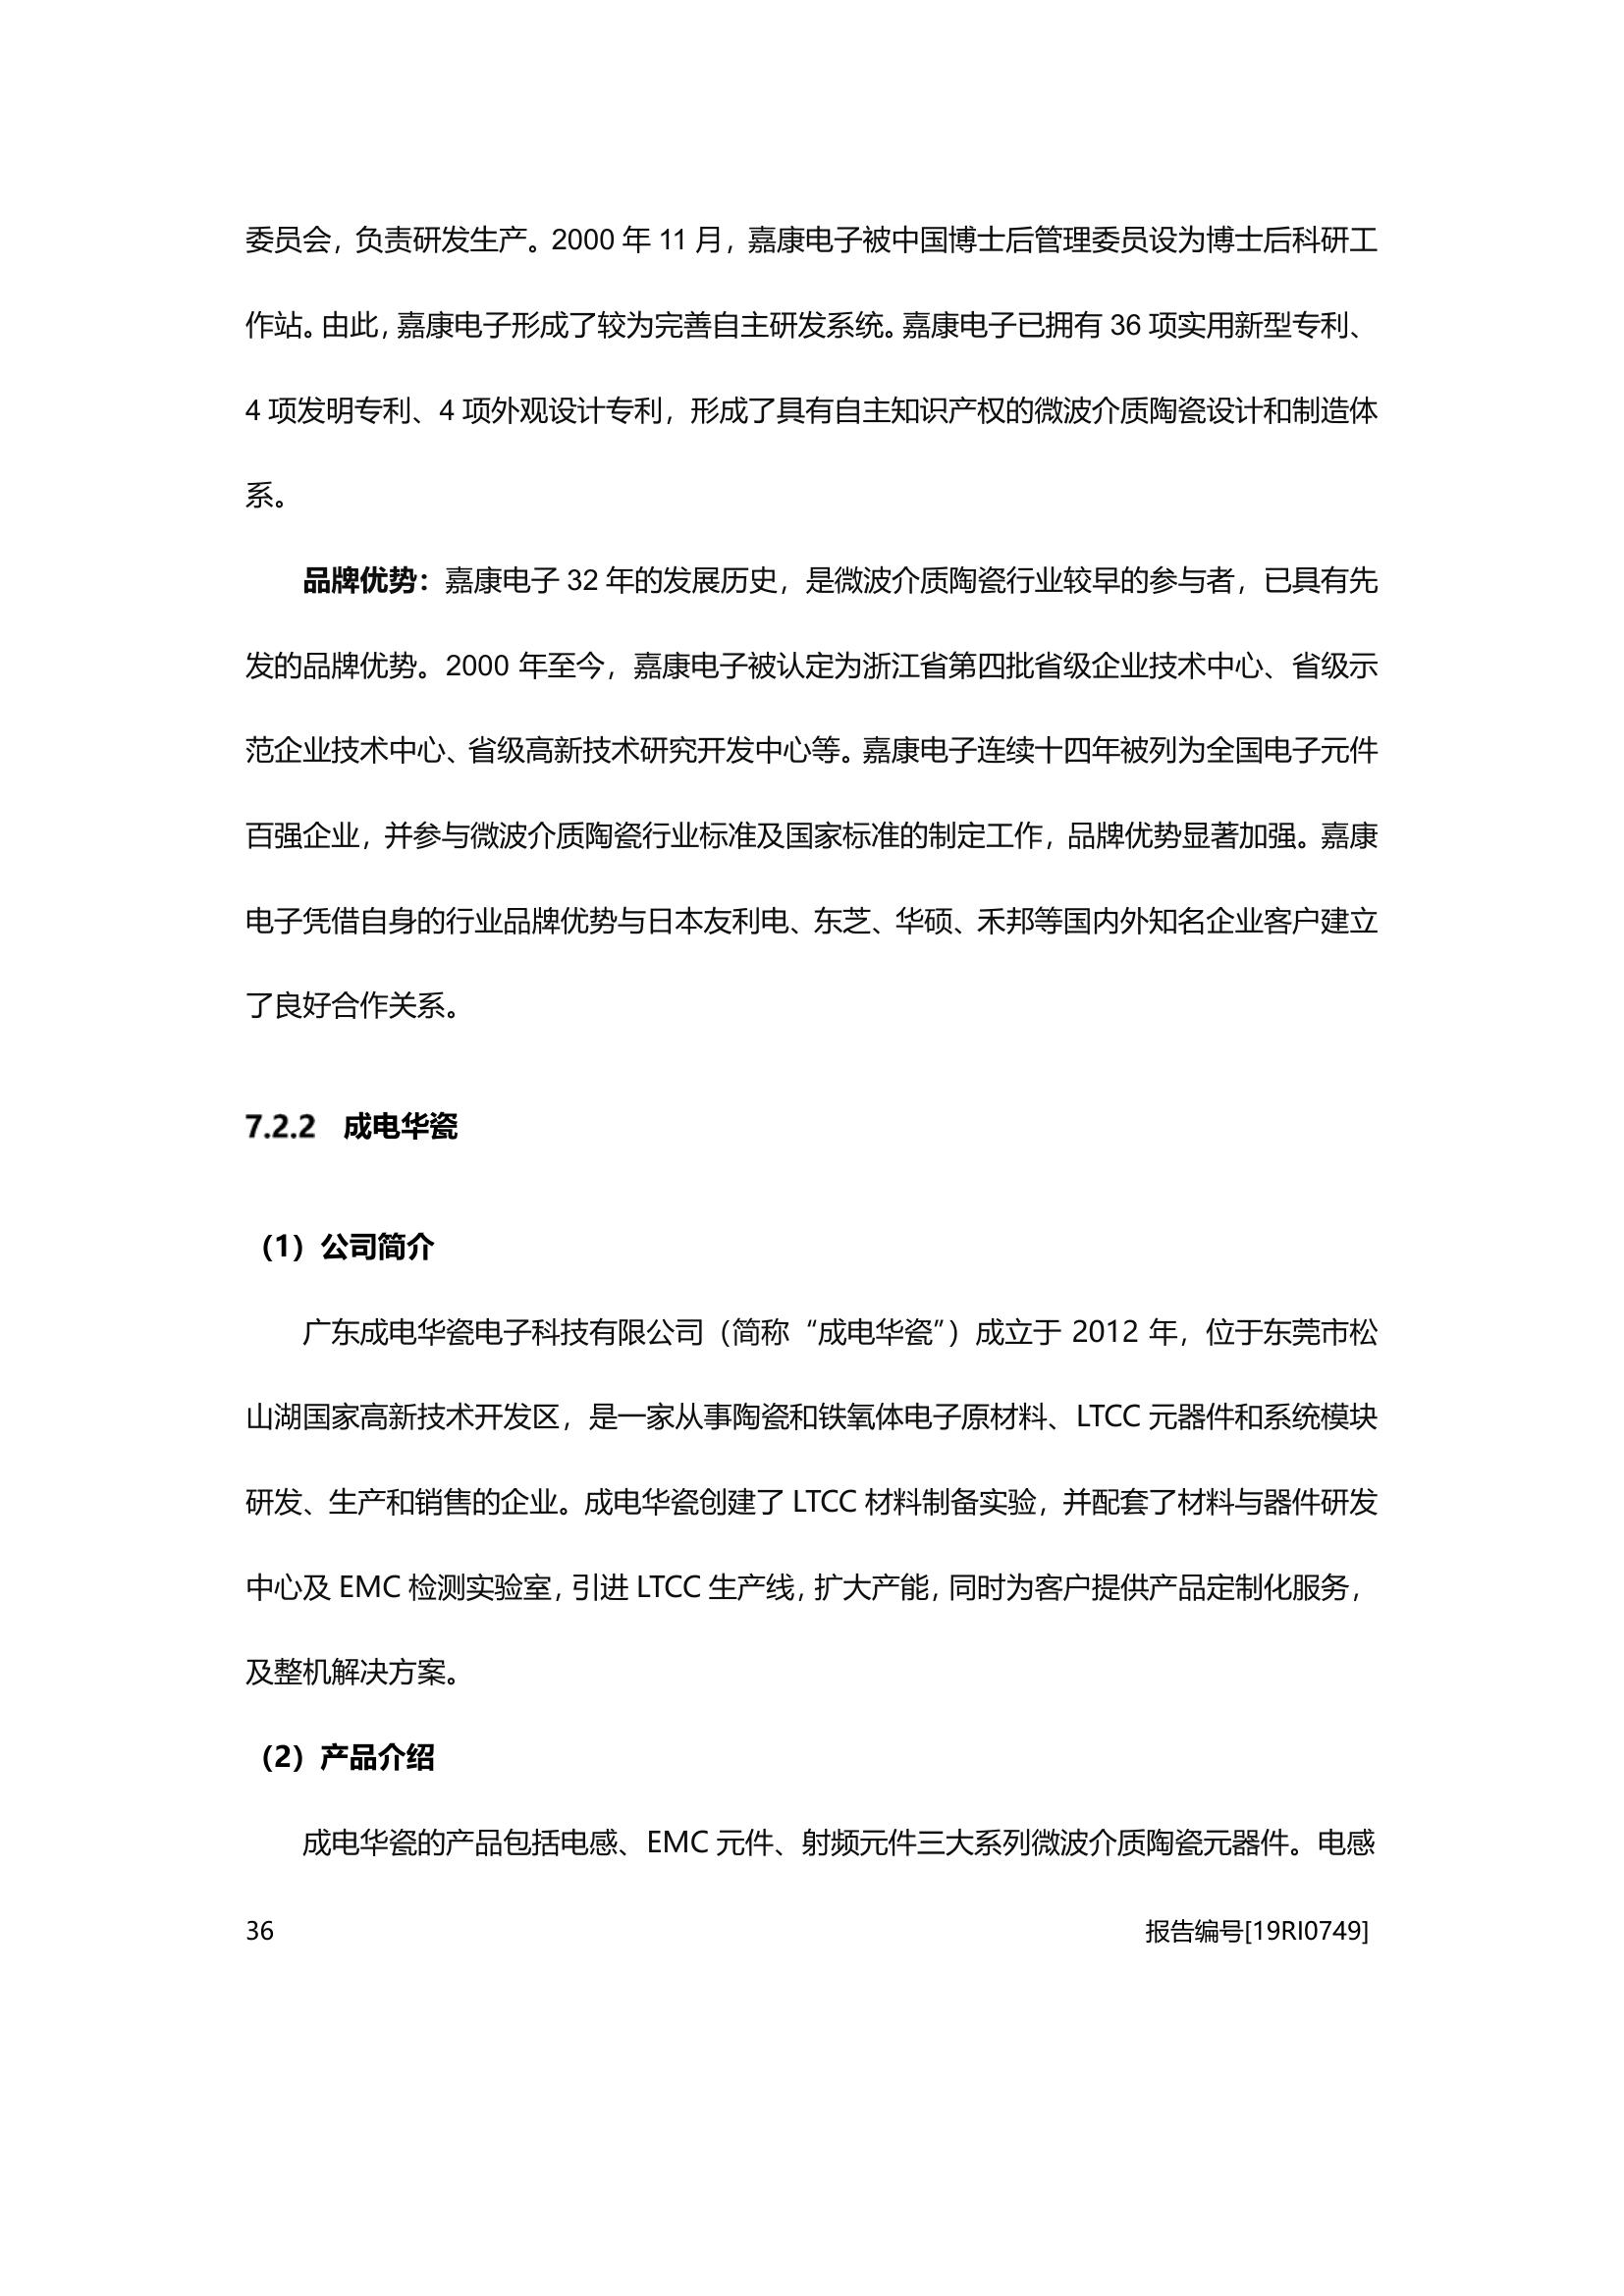 委员会，负责研发生产。2000 年 11 月，嘉康电子被中国博士后管理委员设为博士后科研工
作站。由此，嘉康电子形成了较为完善自主研发系统。嘉康电子已拥有 36 项实用新型专利、
4 项发明专利、4 项外观设计专利，形成了具有自主知识产权的微波介质陶瓷设计和制造体
系。
品牌优势：嘉康电子 32 年的发展历史，是微波介质陶瓷行业较早的参与者，已具有先
发的品牌优势。2000 年至今，嘉康电子被认定为浙江省第四批省级企业技术中心、省级示
范企业技术中心、省级高新技术研究开发中心等。嘉康电子连续十四年被列为全国电子元件
百强企业，并参与微波介质陶瓷行业标准及国家标准的制定工作，品牌优势显著加强。嘉康
电子凭借自身的行业品牌优势与日本友利电、东芝、华硕、禾邦等国内外知名企业客户建立
了良好合作关系。
7.2.2 成电华瓷
（1）公司简介
广东成电华瓷电子科技有限公司（简称“成电华瓷”）成立于 2012 年，位于东莞市松
山湖国家高新技术开发区，是一家从事陶瓷和铁氧体电子原材料、LTCC 元器件和系统模块
研发、生产和销售的企业。成电华瓷创建了 LTCC 材料制备实验，并配套了材料与器件研发
中心及 EMC 检测实验室，引进 LTCC 生产线，扩大产能，同时为客户提供产品定制化服务，
及整机解决方案。
（2）产品介绍
成电华瓷的产品包括电感、EMC 元件、射频元件三大系列微波介质陶瓷元器件。电感
36 报告编号[19RI0749]